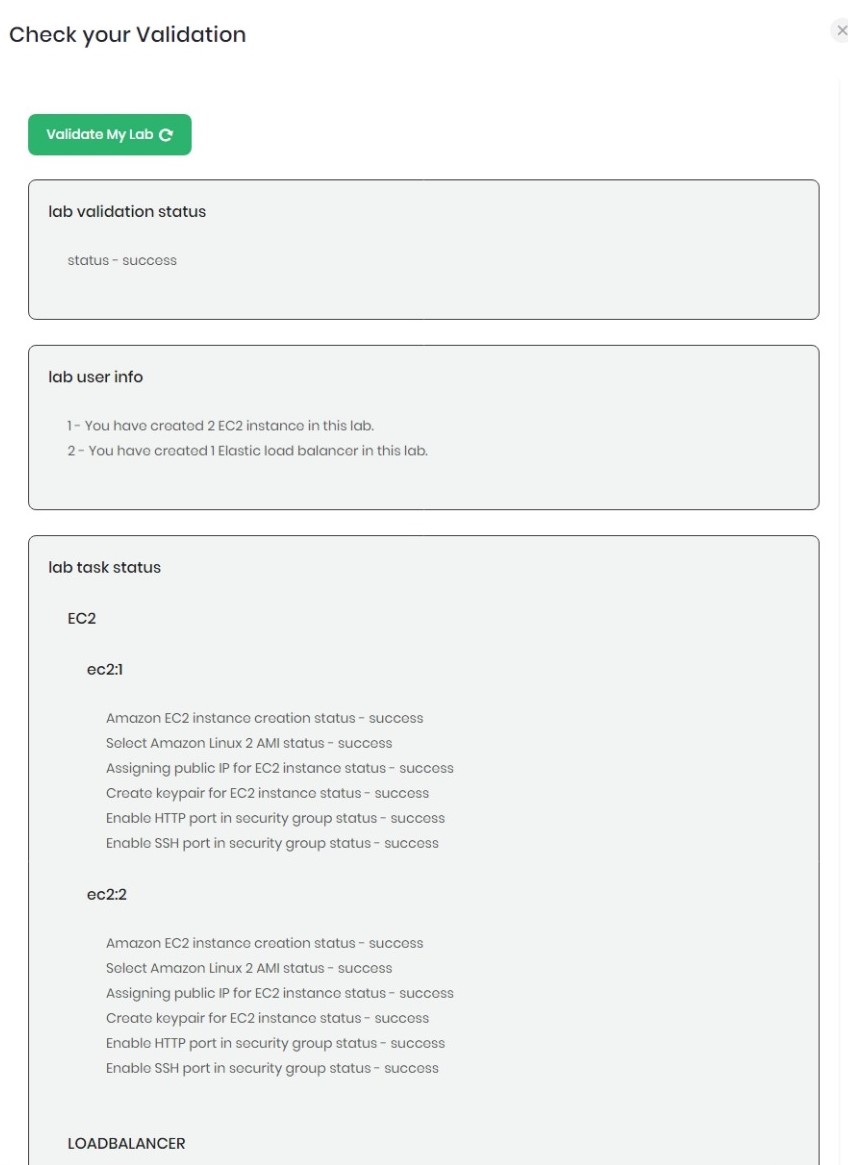 Check your Validation
Validate My Lab
lab validation status
status - success
lab user info
1 - You have created 2 EC2 instance in this lab.
2 - You have created 1 Elastic load balancer in this lab.
lab task status
EC2
ec2:1
Amazon EC2 instance creation status - success
Select Amazon Linux 2 AMI status - success
Assigning public IP for EC2 instance status - success
Create keypair for EC2 instance status - success
Enable HTTP port in security group status - success
Enable SSH port in security group status - success
ec2:2
Amazon EC2 instance creation status - success
Select Amazon Linux 2 AMI status - success
Assigning public IP for EC2 instance status - success
Create keypair for EC2 instance status - success
Enable HTTP port in security group status - success
Enable SSH port in security group status - success
LOADBALANCER